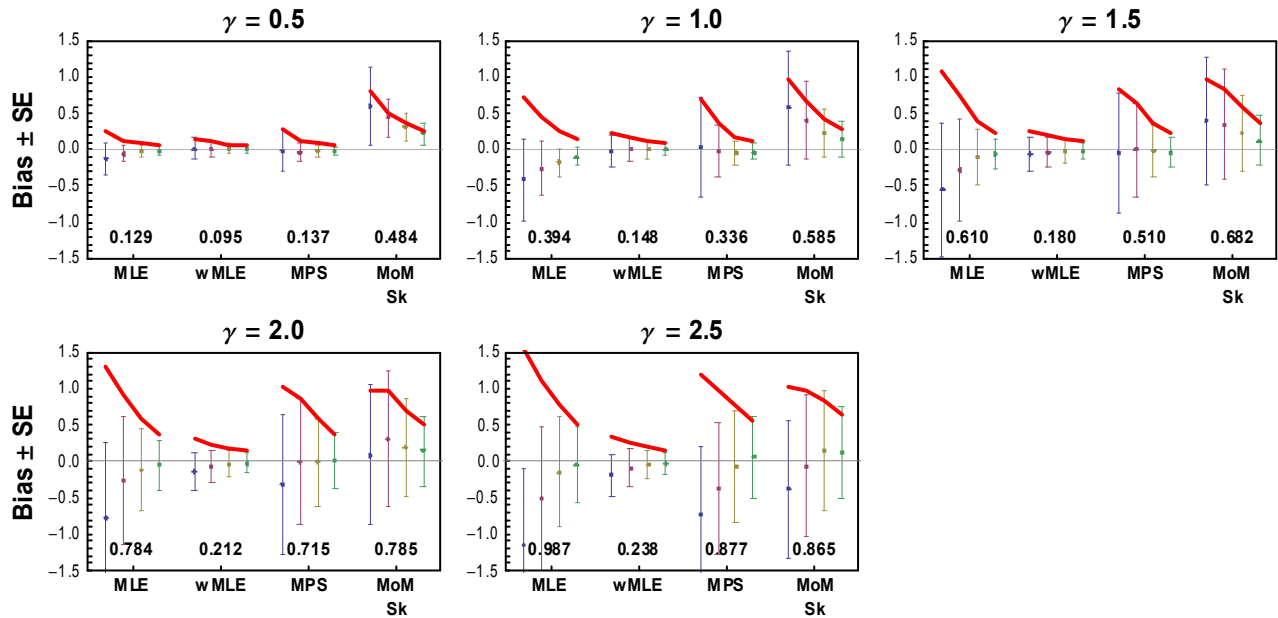 γ = 0.5
γ = 1.0
γ = 1.5
Bias ± SE
1.5
1.0
0.5
0.0
−0.5
−1.0
−1.5
0.129 0.095 0.137 0.484
MLE wMLE MPS MoM
Sk
1.5
1.0
0.5
0.0
−0.5
−1.0
−1.5
0.394 0.148 0.336 0.585
MLE wMLE MPS MoM
Sk
1.5
1.0
0.5
0.0
−0.5
−1.0
−1.5
0.610 0.180 0.510 0.682
MLE wMLE MPS MoM
Sk
γ = 2.0
γ = 2.5
Bias ± SE
1.5
1.0
0.5
0.0
−0.5
−1.0
−1.5
0.784 0.212 0.715 0.785
MLE wMLE MPS MoM
Sk
1.5
1.0
0.5
0.0
−0.5
−1.0
−1.5
0.987 0.238 0.877 0.865
MLE wMLE MPS MoM
Sk